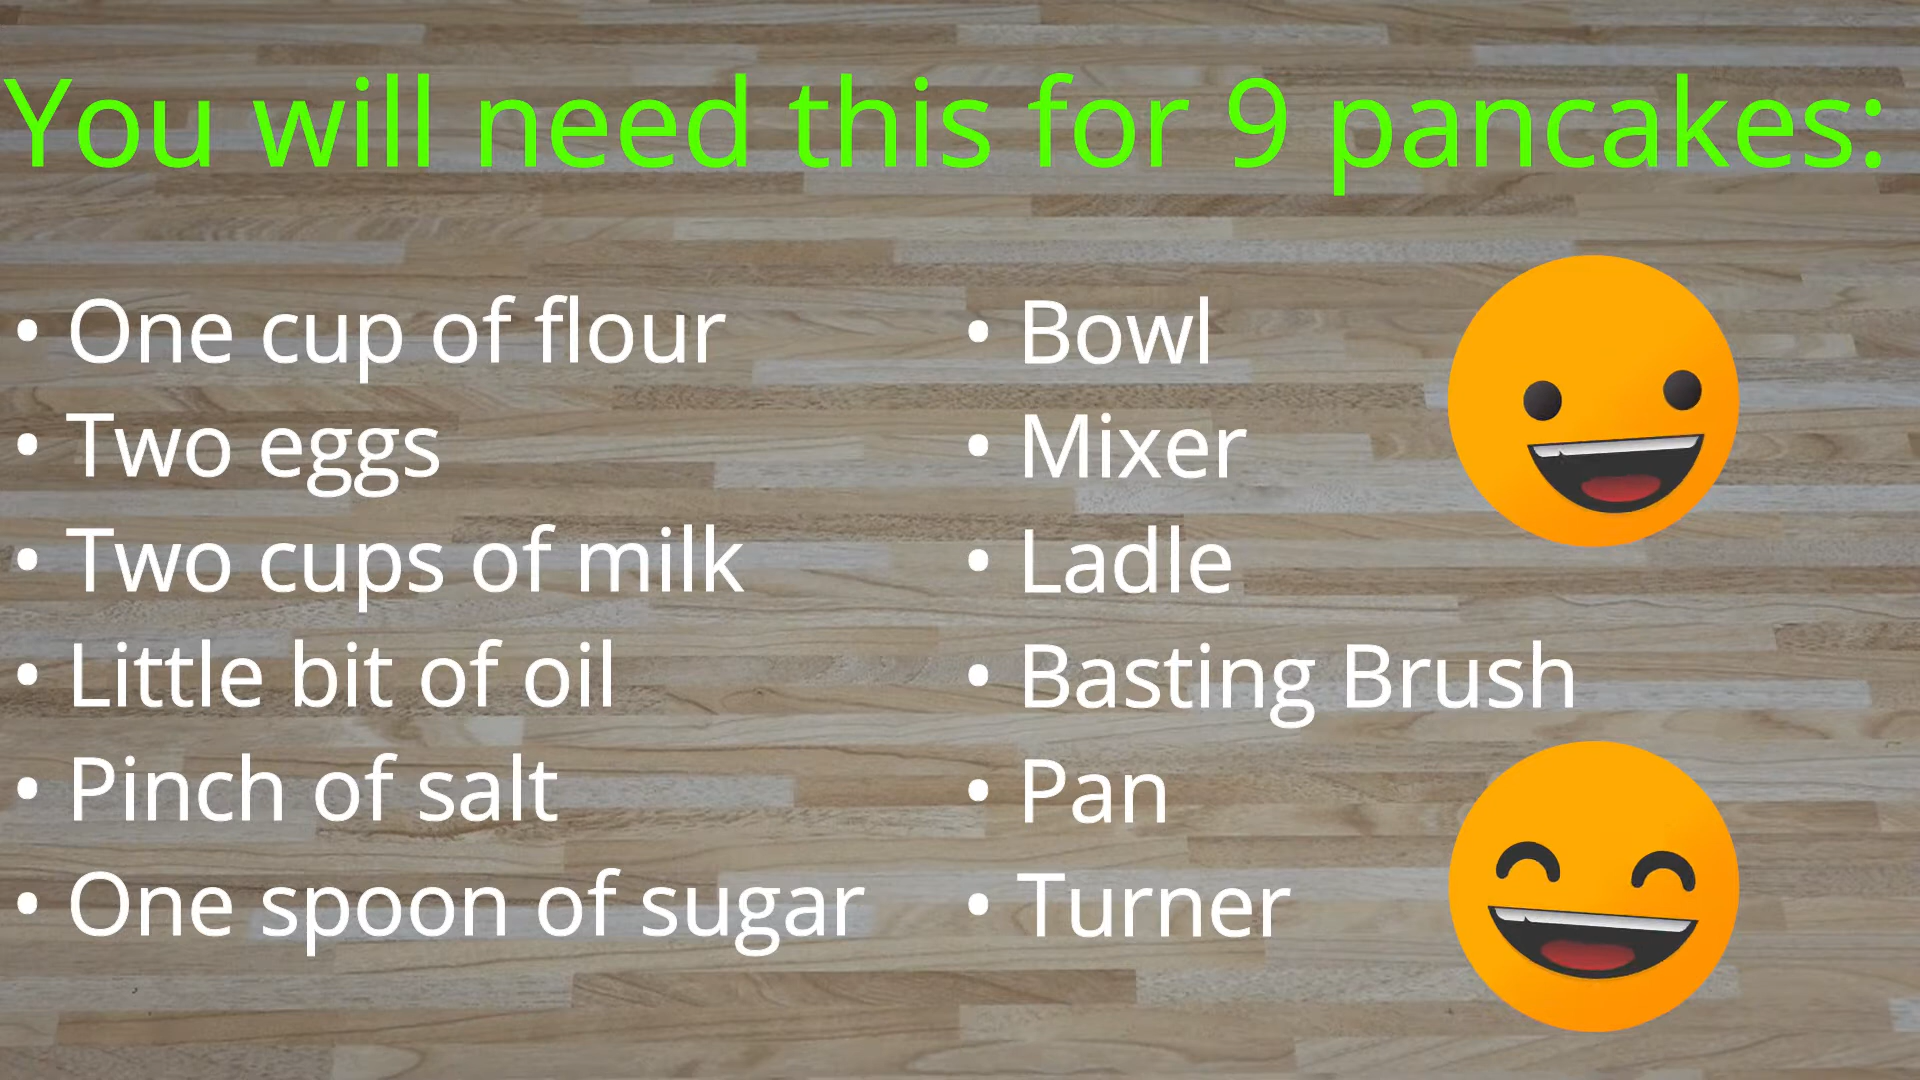 You will need this for 9 pancakes:
• One cup of flour
• Two eggs
• Two cups of milk
• Little bit of oil
• Pinch of salt
• One spoon of sugar
• Bowl
• Mixer
• Ladle
• Basting Brush
• Pan
• Turner